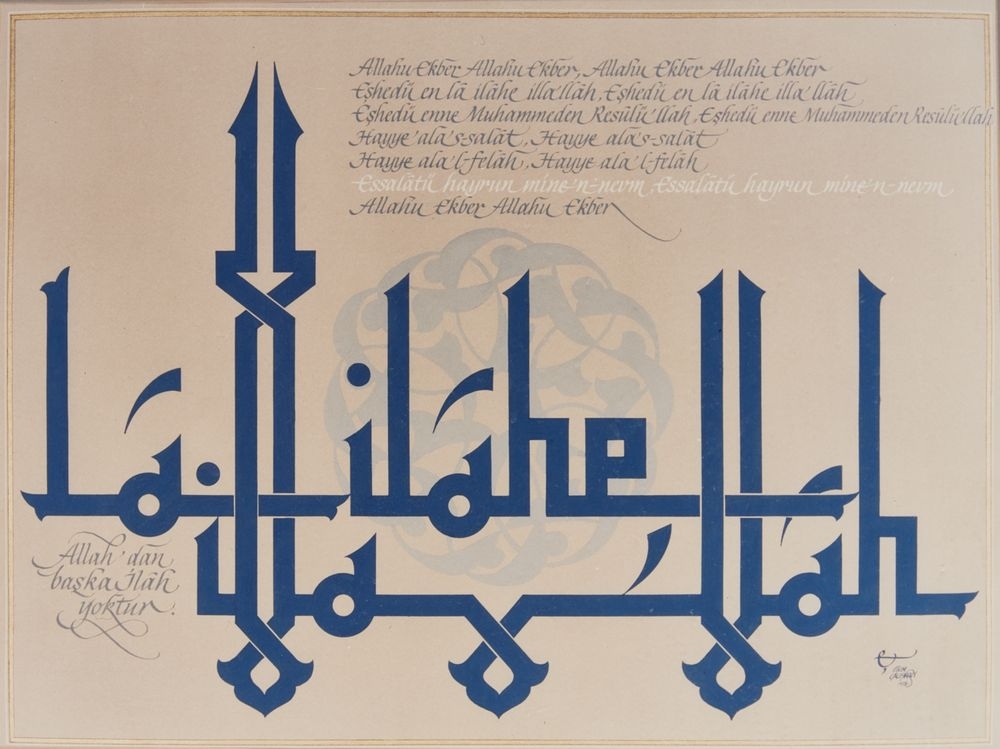 Allahu Ekber Allahu Ekber, Allahu Ekber Allahu Ekber
Eşhedü en lâ ilâhe illa'llâh, Eşhedü en lâ ilâhe illa'llâh
Eşhedü enne Muhammeden Resûlü'llah, Eşhedü enne Muhammeden Resûlü'llah
Hayye 'ala's-salât, Hayye ala's-salât
Hayye ala'l-felâh, Hayye ala'l-felâh
Essalâtü hayrun mine-n-nevm Essalâtü hayrun mine-n-nevm
Allahu Ekber Allahu Ekber
lâ ilâhe
illallâh
Allah'dan
başka İlâh
yoktur.